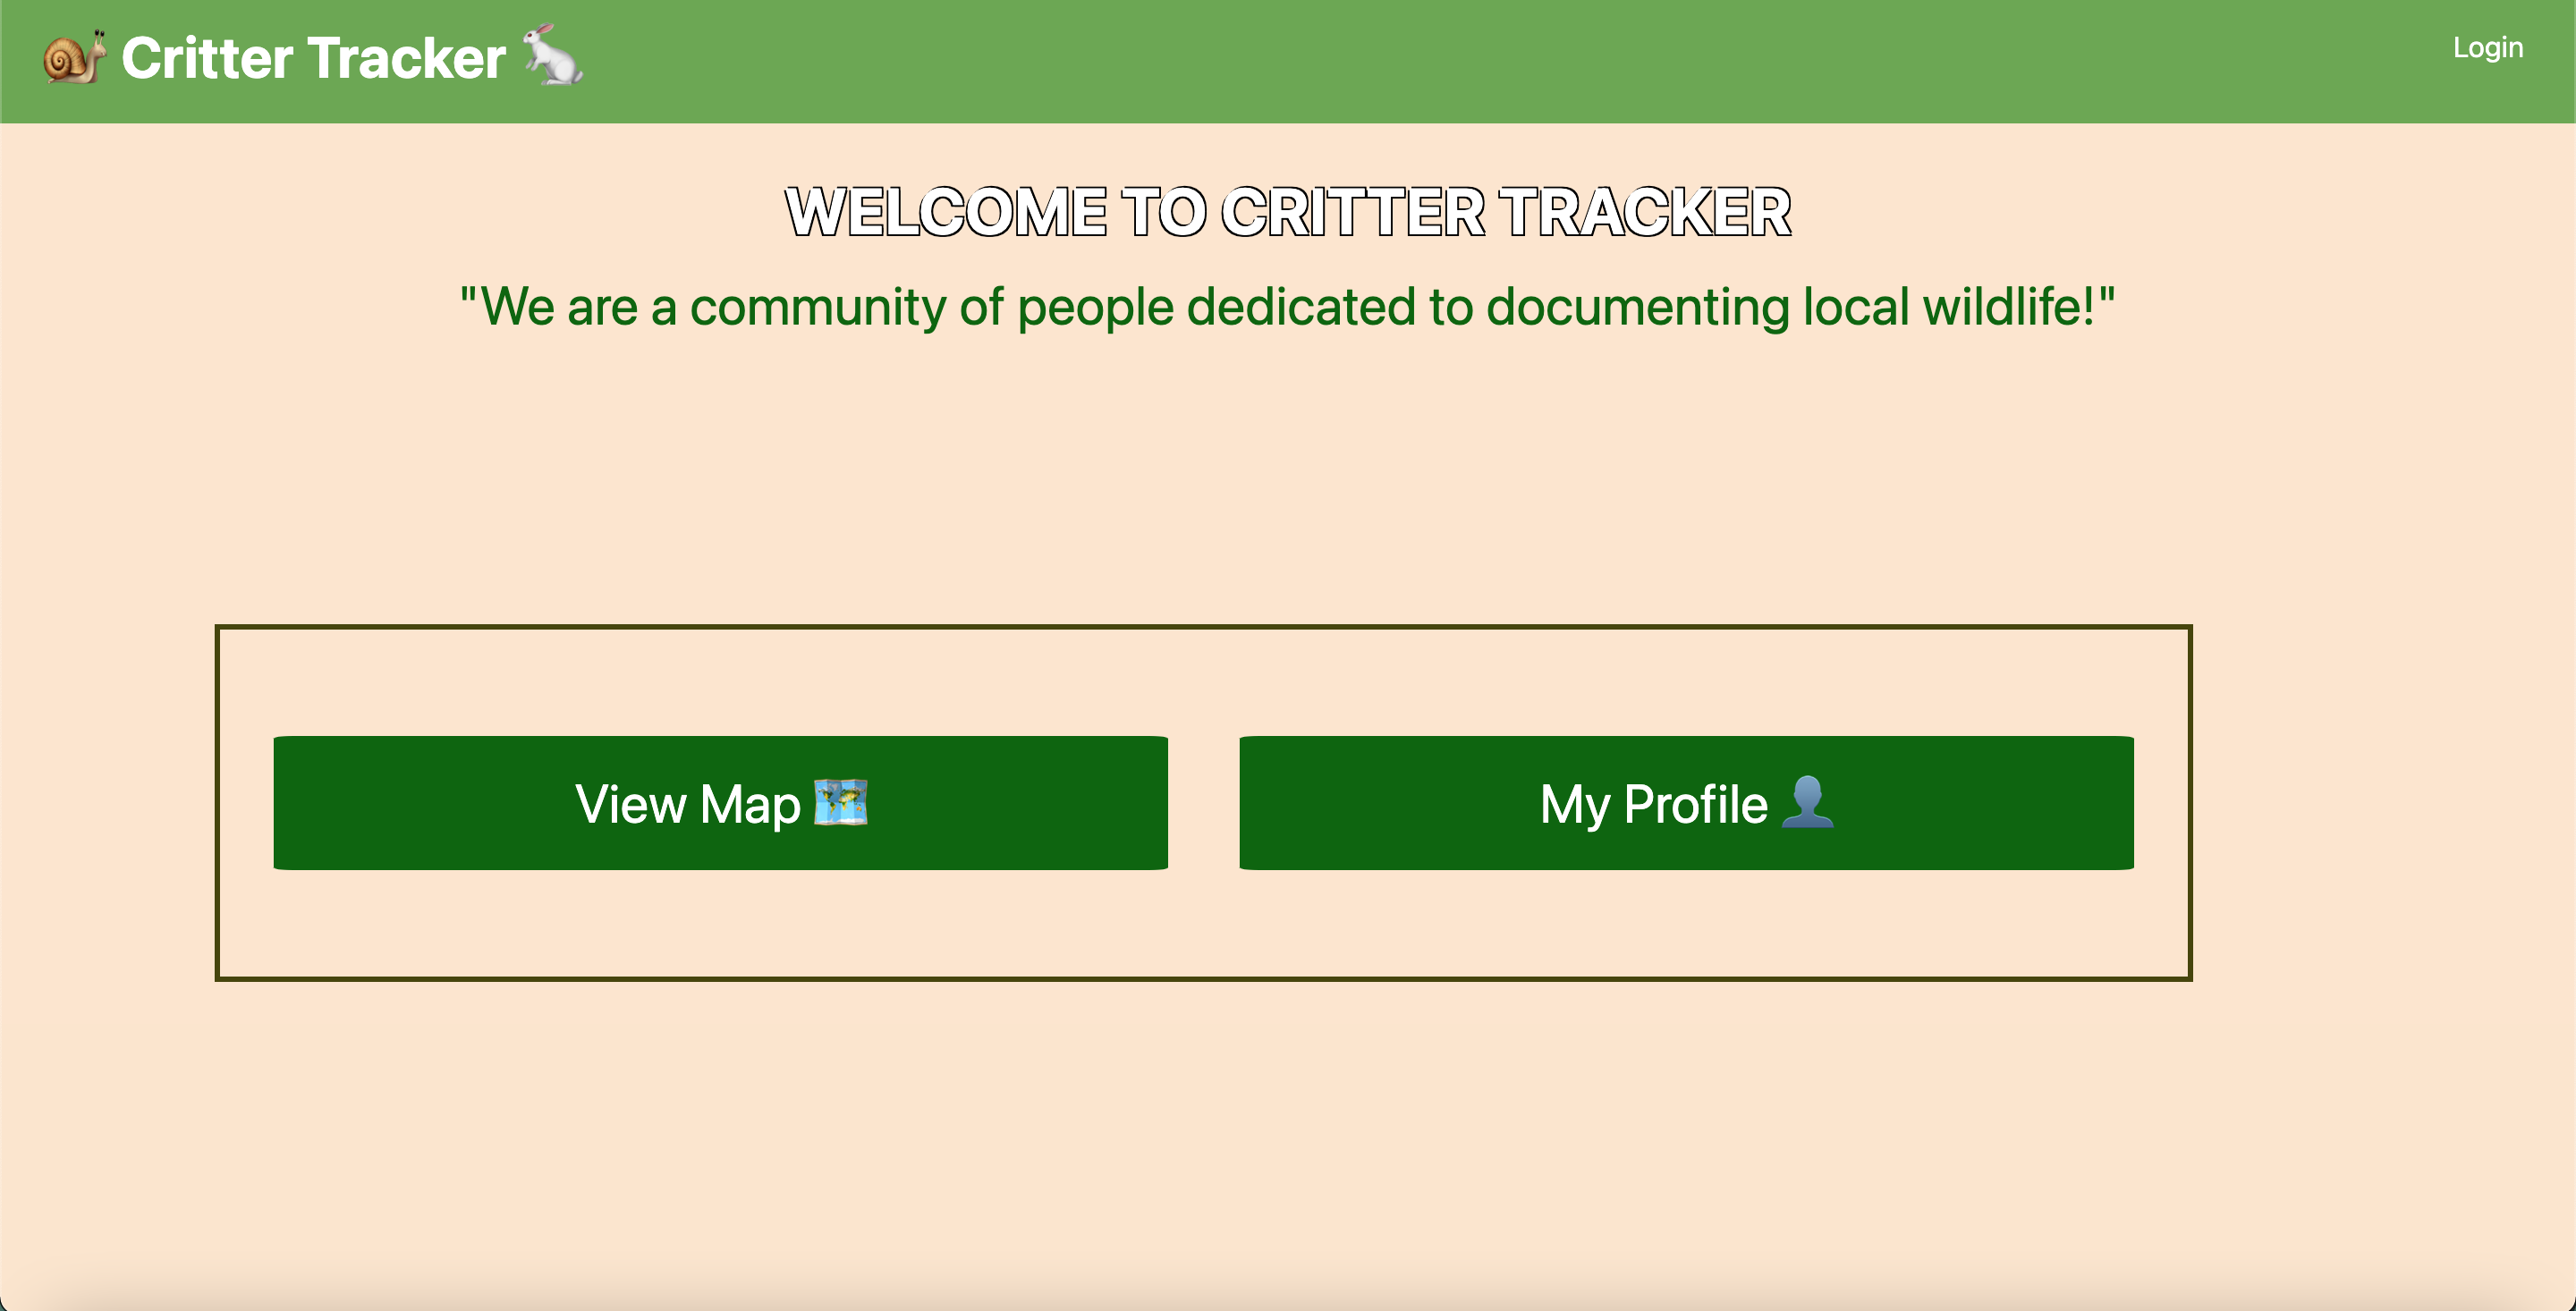 Critter Tracker
Login
WELCOME TO CRITTER TRACKER
"We are a community of people dedicated to documenting local wildlife!"
View Map
My Profile